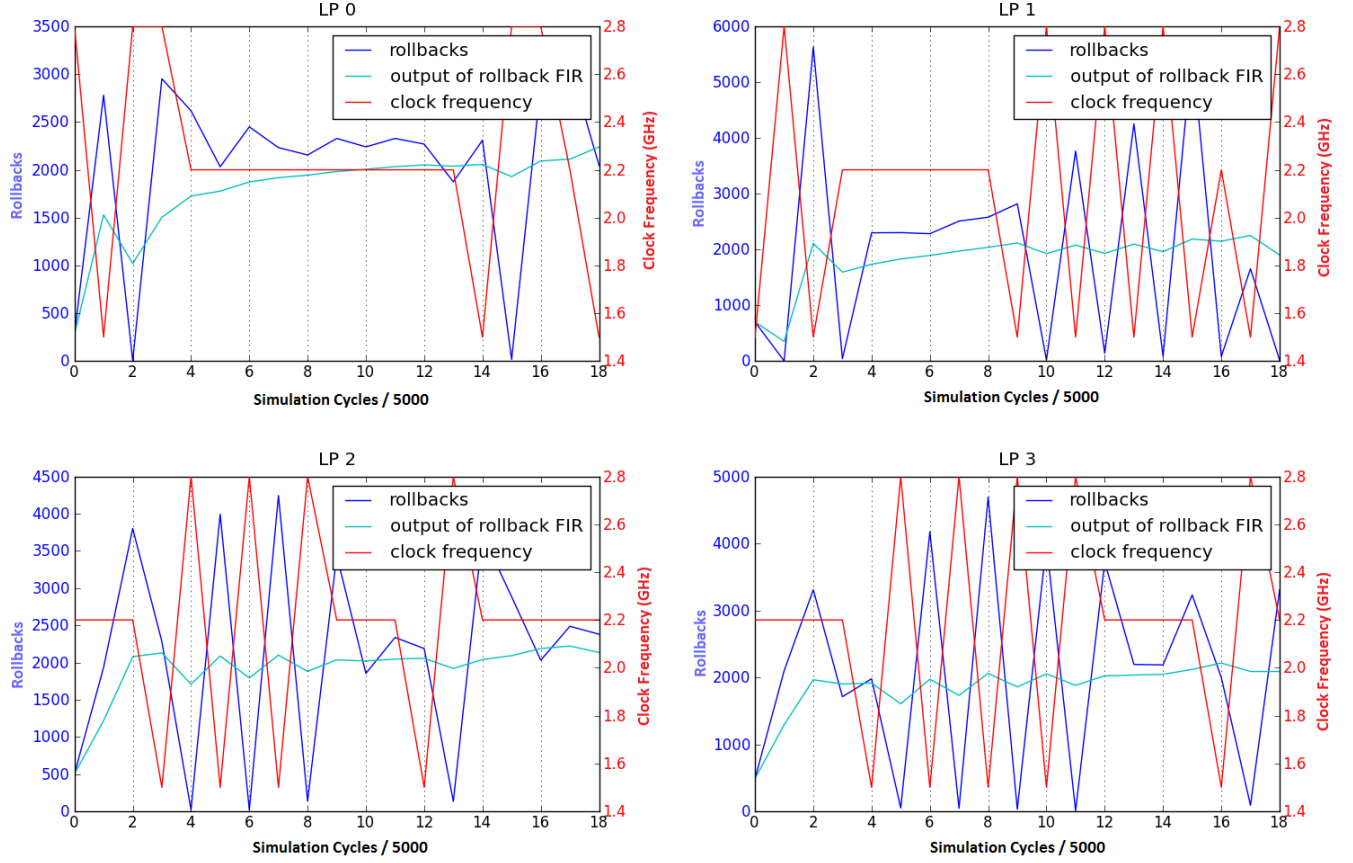 LP 0
3500
3000
2500
2000
1500
1000
500
0
Rollbacks
rollbacks
output of rollback FIR
clock frequency
2.8
2.6
2.4
2.2
2.0
1.8
1.6
1.4
Clock Frequency (GHz)
0 2 4 6 8 10 12 14 16 18
Simulation Cycles / 5000
LP 1
6000
5000
4000
3000
2000
1000
0
Rollbacks
rollbacks
output of rollback FIR
clock frequency
2.8
2.6
2.4
2.2
2.0
1.8
1.6
1.4
Clock Frequency (GHz)
0 2 4 6 8 10 12 14 16 18
Simulation Cycles / 5000
LP 2
4500
4000
3500
3000
2500
2000
1500
1000
500
0
Rollbacks
rollbacks
output of rollback FIR
clock frequency
2.8
2.6
2.4
2.2
2.0
1.8
1.6
1.4
Clock Frequency (GHz)
0 2 4 6 8 10 12 14 16 18
Simulation Cycles / 5000
LP 3
5000
4000
3000
2000
1000
0
Rollbacks
rollbacks
output of rollback FIR
clock frequency
2.8
2.6
2.4
2.2
2.0
1.8
1.6
1.4
Clock Frequency (GHz)
0 2 4 6 8 10 12 14 16 18
Simulation Cycles / 5000